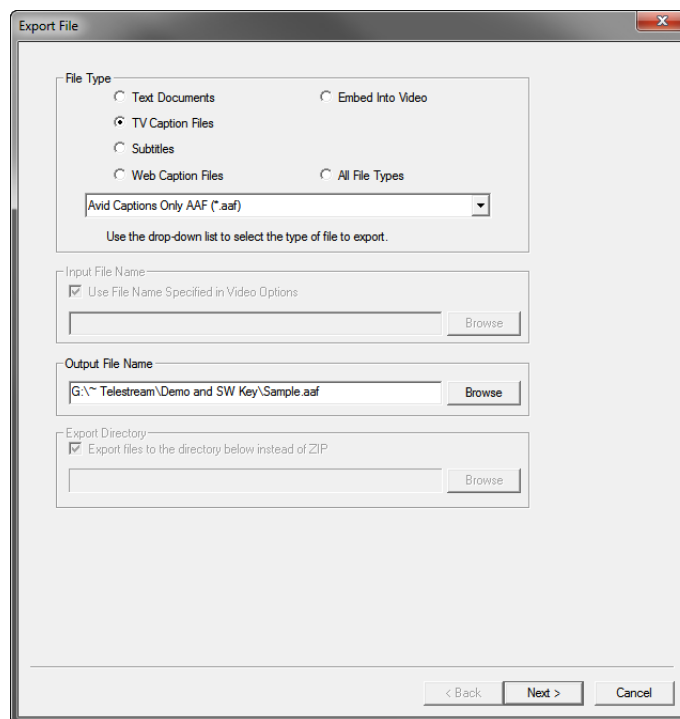 Export File
File Type
Text Documents
Embed Into Video
TV Caption Files
Subtitles
Web Caption Files
All File Types
Avid Captions Only AAF (*.aaf)
Use the drop-down list to select the type of file to export.
Input File Name
Use File Name Specified in Video Options
Browse
Output File Name
G:\~ Telestream\Demo and SW Key\Sample.aaf
Browse
Export Directory
Export files to the directory below instead of ZIP
Browse
< Back
Next >
Cancel